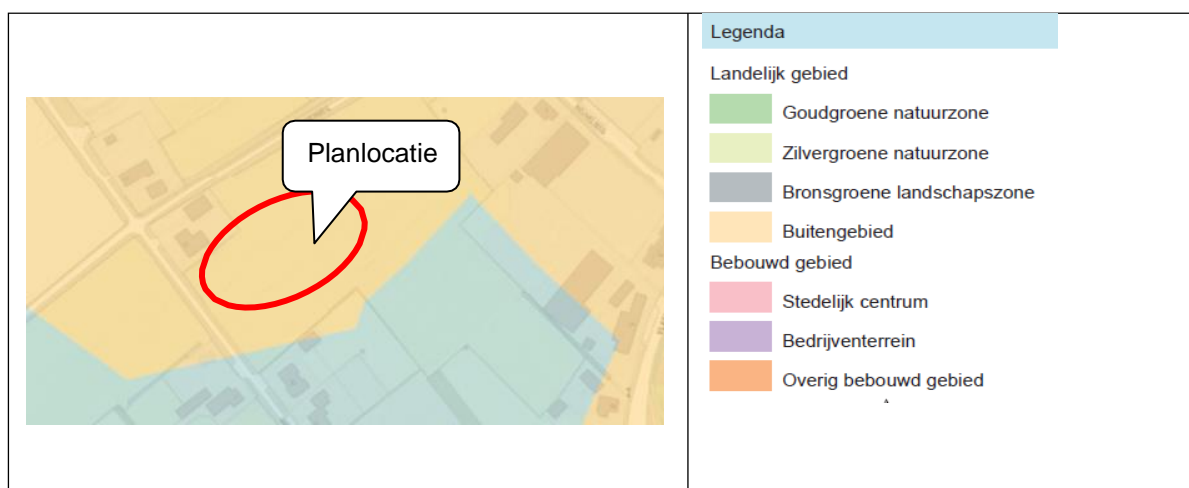 Planlocatie
Legenda
Landelijk gebied
Goudgroene natuurzone
Zilvergroene natuurzone
Bronsgroene landschapszone
Buitengebied
Bebouwd gebied
Stedelijk centrum
Bedrijventerrein
Overig bebouwd gebied